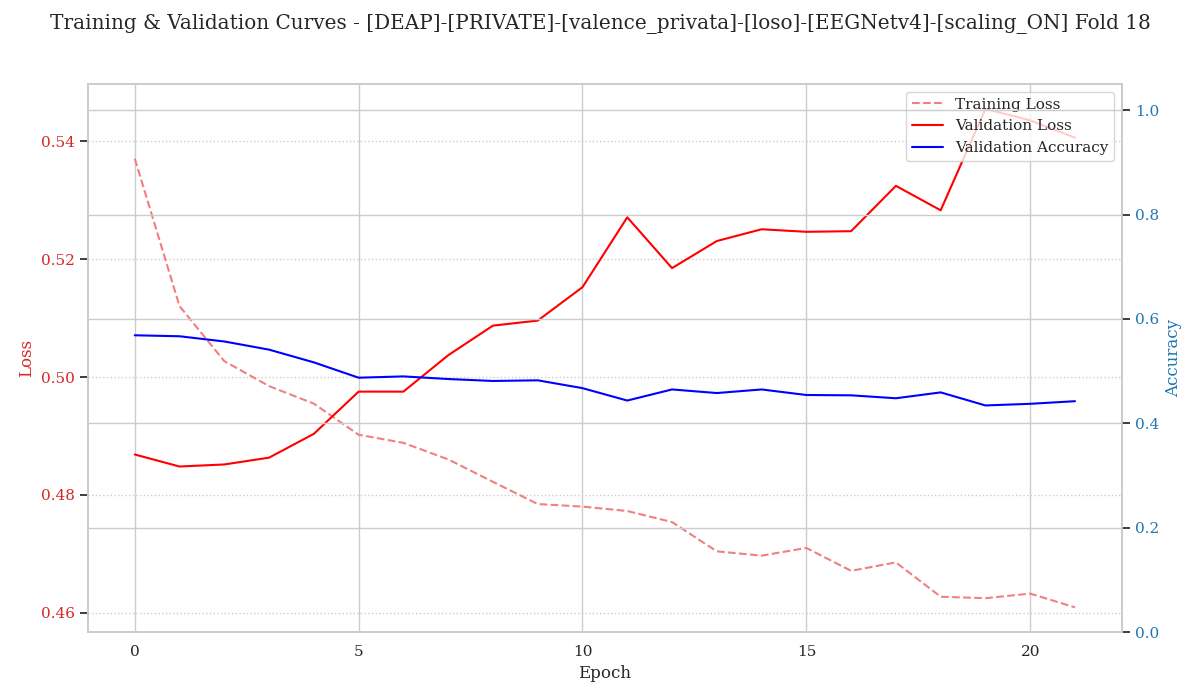 Training & Validation Curves - [DEAP]-[PRIVATE]-[valence_privata]-[loso]-[EEGNetv4]-[scaling_ON] Fold 18
Training Loss
Validation Loss
Validation Accuracy
Loss
0.54
0.52
0.50
0.48
0.46
1.0
0.8
0.6
0.4
0.2
0.0
Accuracy
0
5
10
15
20
Epoch